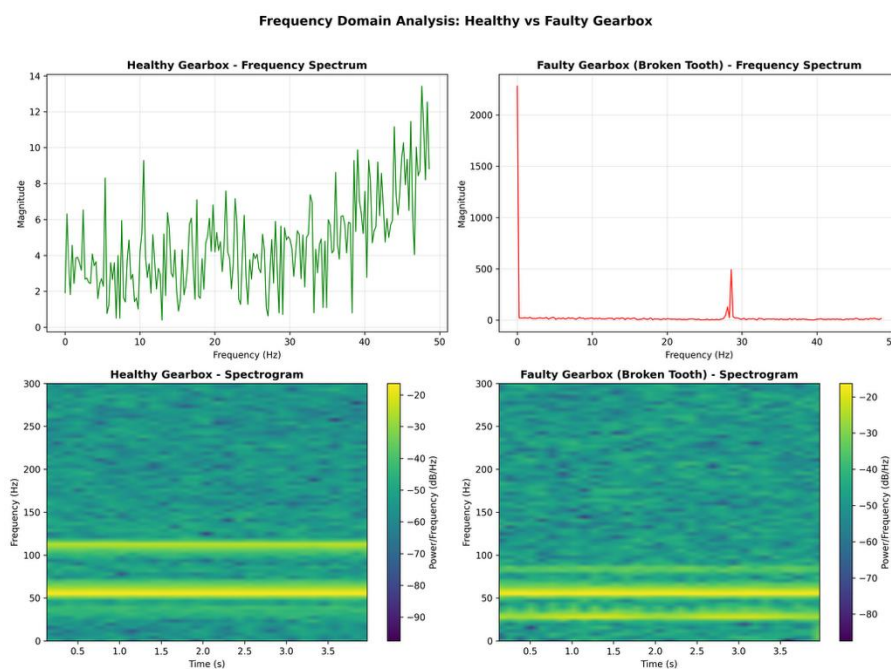 Frequency Domain Analysis: Healthy vs Faulty Gearbox
Healthy Gearbox - Frequency Spectrum
14
12
10
8
6
4
2
0
Magnitude
0 10 20 30 40 50
Frequency (Hz)
Faulty Gearbox (Broken Tooth) - Frequency Spectrum
2000
1500
1000
500
0
Magnitude
0 10 20 30 40 50
Frequency (Hz)
Healthy Gearbox - Spectrogram
300
250
200
150
100
50
0
Frequency (Hz)
0.5 1.0 1.5 2.0 2.5 3.0 3.5
Time (s)
−20
−30
−40
−50
−60
−70
−80
−90
Power/Frequency (dB/Hz)
Faulty Gearbox (Broken Tooth) - Spectrogram
300
250
200
150
100
50
0
Frequency (Hz)
0.5 1.0 1.5 2.0 2.5 3.0 3.5
Time (s)
−20
−30
−40
−50
−60
−70
−80
Power/Frequency (dB/Hz)